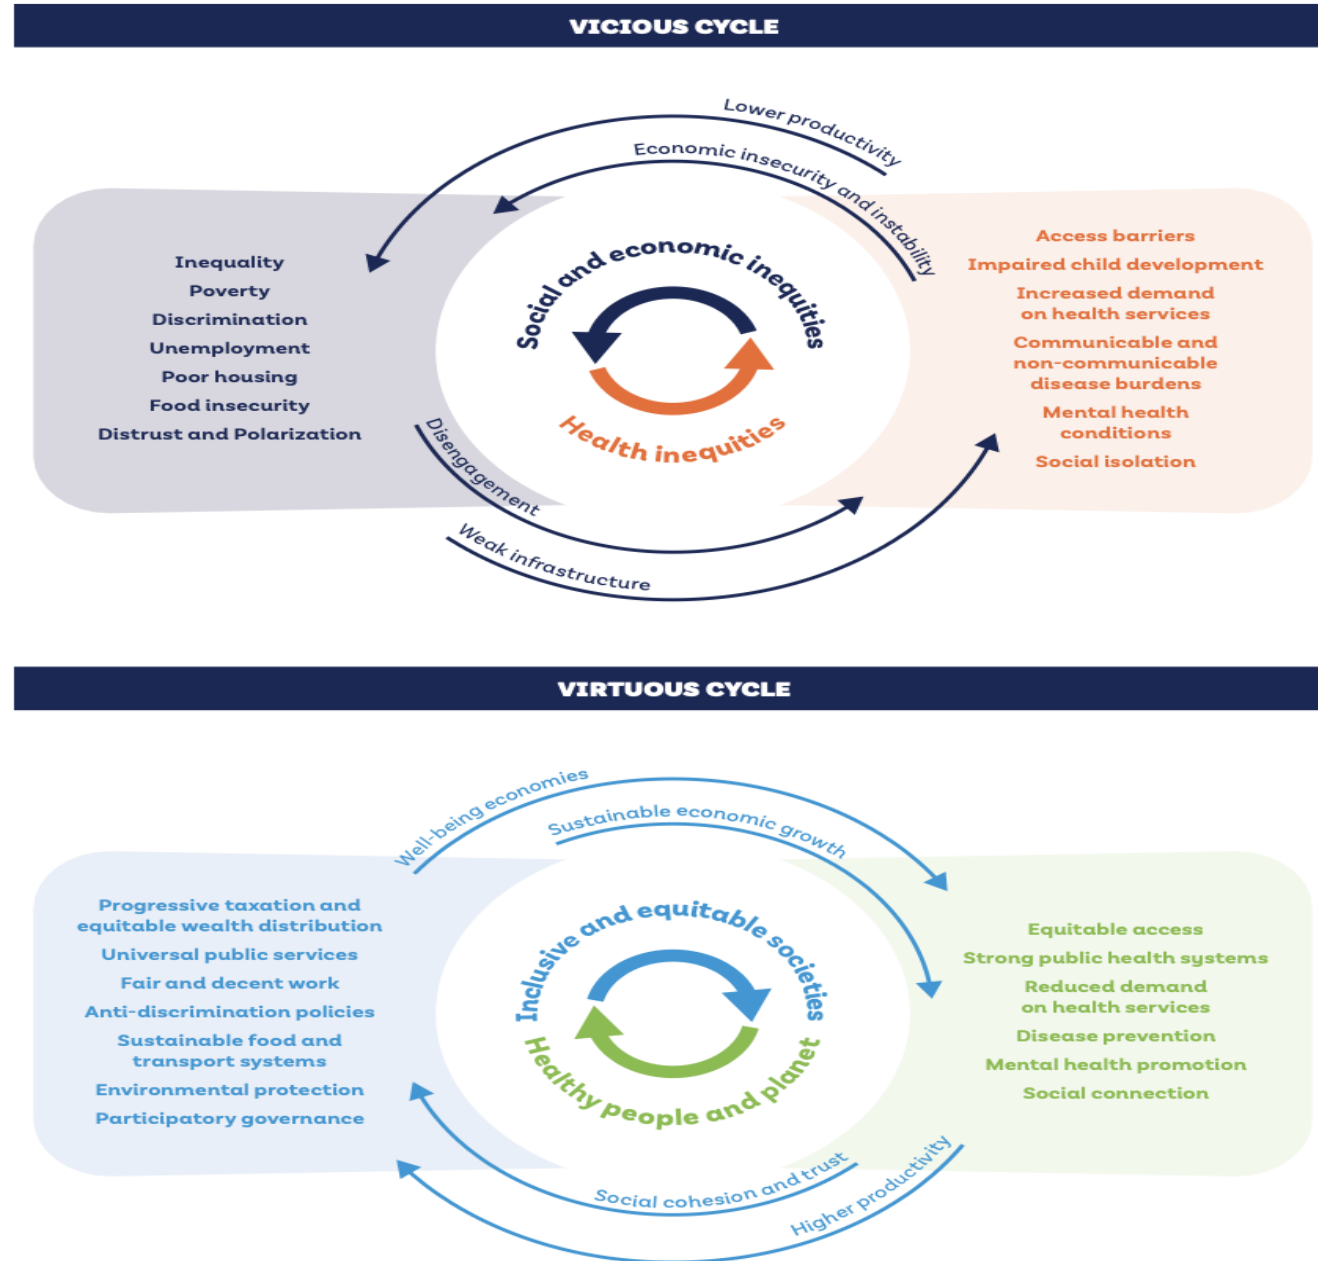 VICIOUS CYCLE
Lower productivity
Economic insecurity and instability
Inequality
Poverty
Discrimination
Unemployment
Poor housing
Food insecurity
Distrust and Polarization
Social and economic inequities
Health inequities
Access barriers
Impaired child development
Increased demand
on health services
Communicable and
non-communicable
disease burdens
Mental health
conditions
Social isolation
Disengagement
Weak infrastructure
VIRTUOUS CYCLE
Well-being economies
Sustainable economic growth
Progressive taxation and
equitable wealth distribution
Universal public services
Fair and decent work
Anti-discrimination policies
Sustainable food and
transport systems
Environmental protection
Participatory governance
Inclusive and equitable societies
Healthy people and planet
Equitable access
Strong public health systems
Reduced demand
on health services
Disease prevention
Mental health promotion
Social connection
Social cohesion and trust
Higher productivity